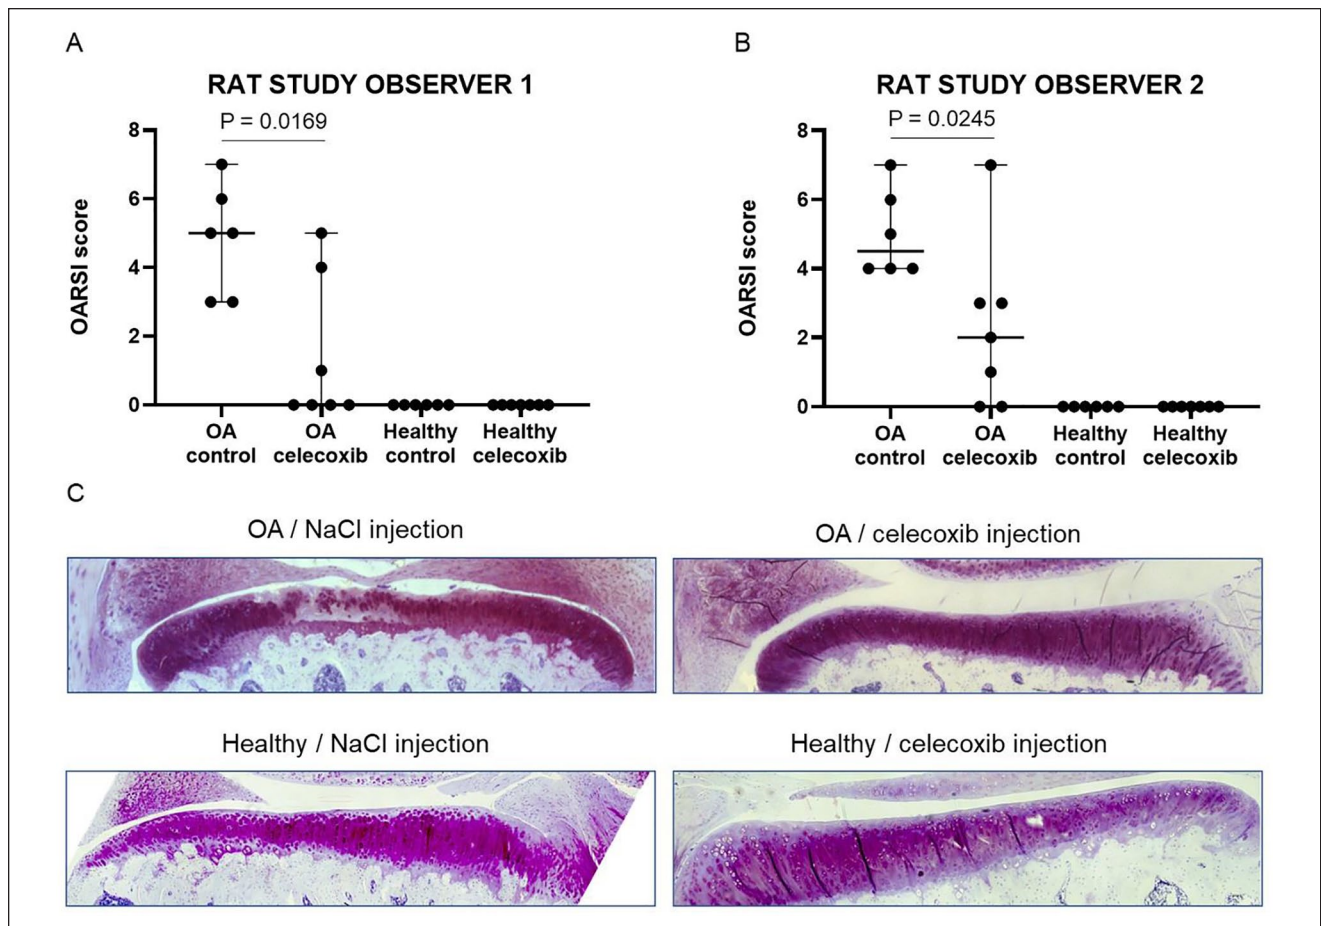 A
RAT STUDY OBSERVER 1
P = 0.0169
OARSI score
8
6
4
2
0
OA
control
OA
celecoxib
Healthy
control
Healthy
celecoxib
B
RAT STUDY OBSERVER 2
P = 0.0245
OARSI score
8
6
4
2
0
OA
control
OA
celecoxib
Healthy
control
Healthy
celecoxib
C
OA / NaCl injection
OA / celecoxib injection
Healthy / NaCl injection
Healthy / celecoxib injection